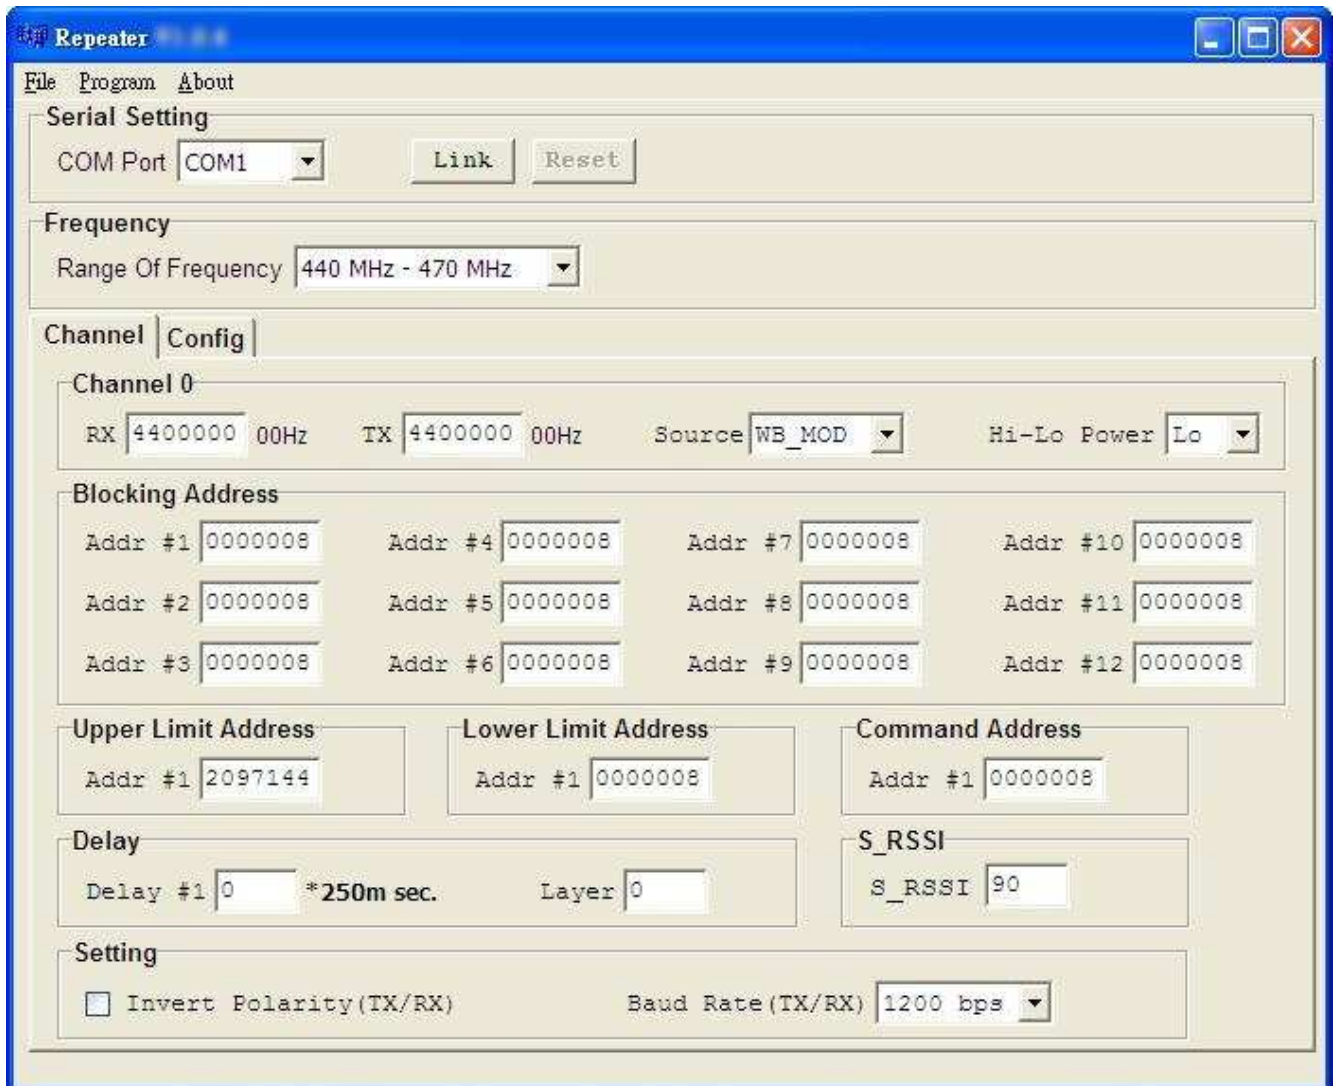 Repeater
File Program About
Serial Setting
COM Port COM1 Link Reset
Frequency
Range Of Frequency 440 MHz - 470 MHz
Channel Config
Channel 0
RX 4400000 00Hz TX 4400000 00Hz Source WB_MOD Hi-Lo Power Lo
Blocking Address
Addr #1 0000008 Addr #4 0000008 Addr #7 0000008 Addr #10 0000008
Addr #2 0000008 Addr #5 0000008 Addr #8 0000008 Addr #11 0000008
Addr #3 0000008 Addr #6 0000008 Addr #9 0000008 Addr #12 0000008
Upper Limit Address Lower Limit Address Command Address
Addr #1 2097144 Addr #1 0000008 Addr #1 0000008
Delay S_RSSI
Delay #1 0 *250m sec. Layer 0 S_RSSI 90
Setting
Invert Polarity(TX/RX) Baud Rate(TX/RX) 1200 bps